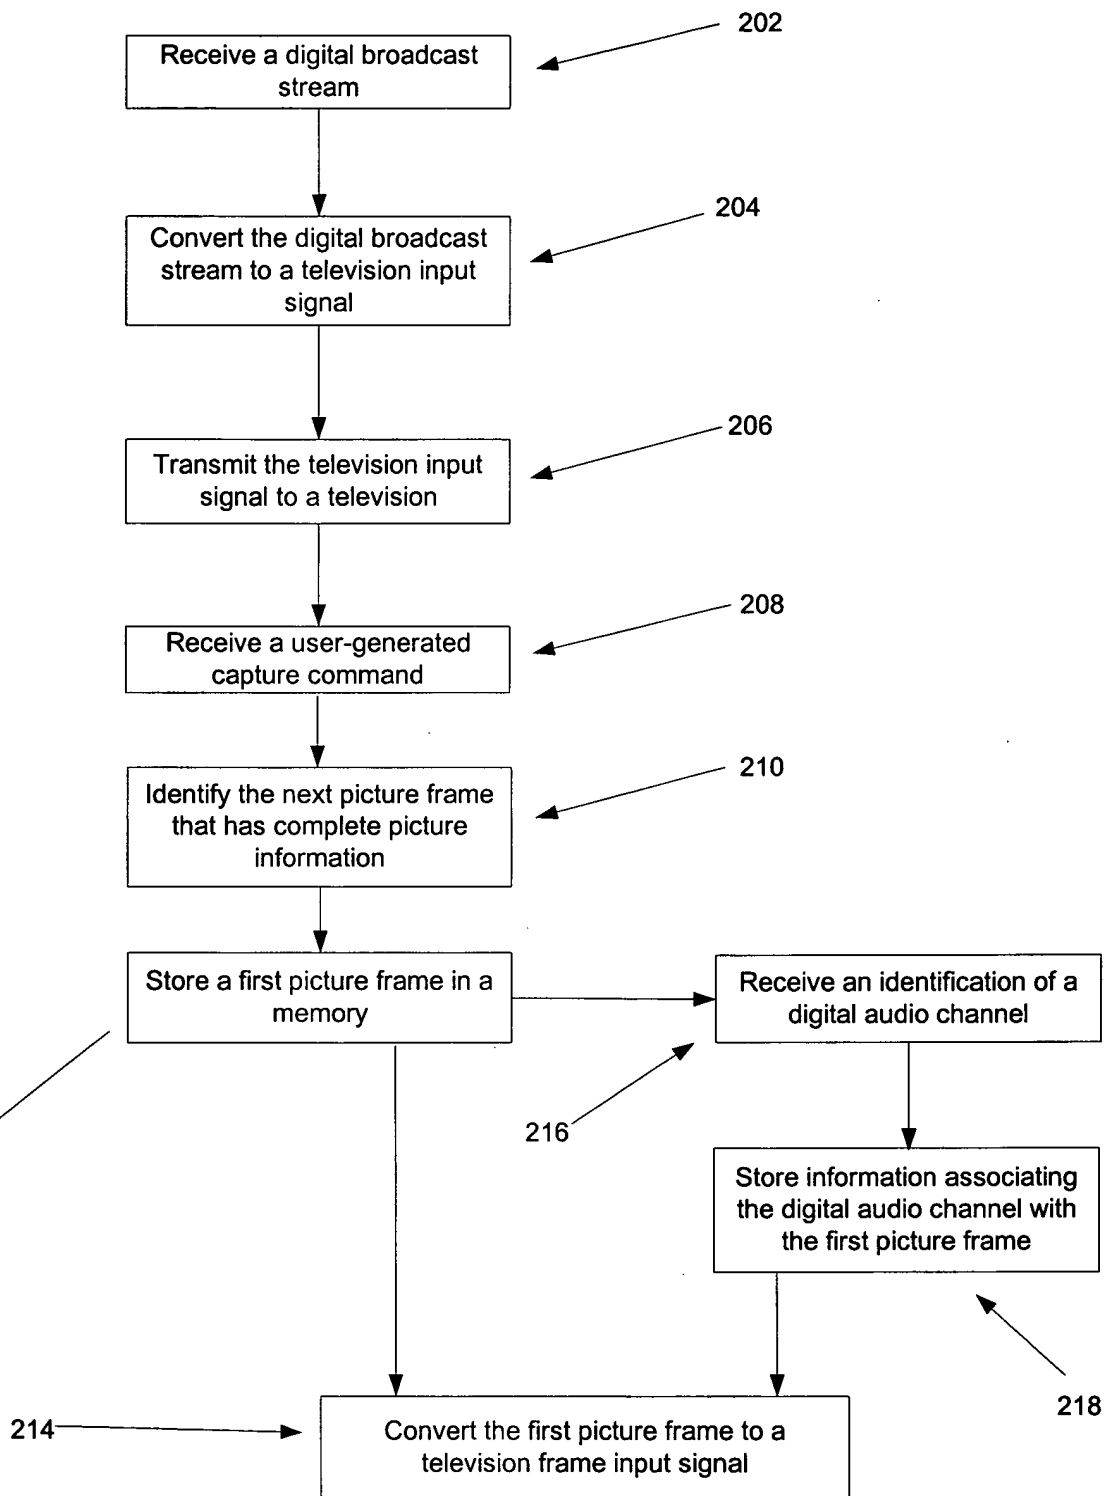 202
Receive a digital broadcast
stream
204
Convert the digital broadcast
stream to a television input
signal
206
Transmit the television input
signal to a television
208
Receive a user-generated
capture command
210
Identify the next picture frame
that has complete picture
information
Store a first picture frame in a
memory
Receive an identification of a
digital audio channel
216
Store information associating
the digital audio channel with
the first picture frame
218
214
Convert the first picture frame to a
television frame input signal